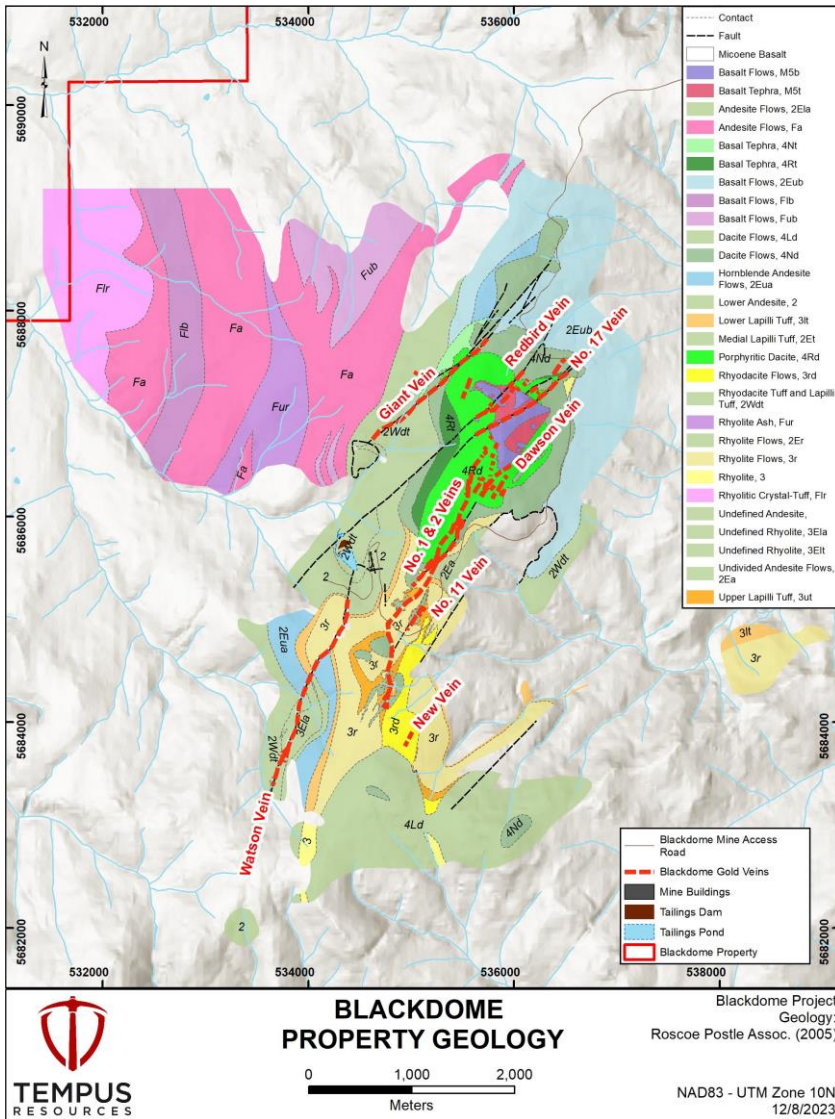 532000
534000
536000
N
5690000
5688000
5686000
5684000
5682000
5682000
532000
534000
536000
538000
Contact
Fault
Micoene Basalt
Basalt Flows, M5b
Basalt Tephra, M5t
Andesite Flows, 2Ela
Andesite Flows, Fa
Basal Tephra, 4Nt
Basal Tephra, 4Rt
Basalt Flows, 2Eub
Basalt Flows, Flb
Basalt Flows, Fub
Dacite Flows, 4Ld
Dacite Flows, 4Nd
Hornblende Andesite
Flows, 2Eua
Lower Andesite, 2
Lower Lapilli Tuff, 3lt
Medial Lapilli Tuff, 2Et
Porphyritic Dacite, 4Rd
Rhyodacite Flows, 3rd
Rhyodacite Tuff and Lapilli
Tuff, 2Wdt
Rhyolite Ash, Fur
Rhyolite Flows, 2Er
Rhyolite Flows, 3r
Rhyolite, 3
Rhyolitic Crystal-Tuff, Flr
Undefined Andesite,
Undefined Rhyolite, 3Ela
Undefined Rhyolite, 3Elt
Undivided Andesite Flows,
2Ea
Upper Lapilli Tuff, 3ut
Flr
Flb
Fa
Fub
Fa
Fur
Fa
Fa
2Eub
Redbird Vein
No. 17 Vein
4Nd
Giant Vein
2Wdt
4Rt
Dawson Vein
4Rd
No. 1 & 2 Veins
2Wdt
2
2Ea
2Wdt
No. 11 Vein
2
3r
3r
2Eua
3r
3lt
3r
3Ela
3rd
New Vein
3r
3r
2Wdt
4Ld
4Nd
Watson Vein
3
2
Blackdome Mine Access
Road
Blackdome Gold Veins
Mine Buildings
Tailings Dam
Tailings Pond
Blackdome Property
TEMPUS
RESOURCES
BLACKDOME
PROPERTY GEOLOGY
0 1,000 2,000
Meters
Blackdome Project
Geology:
Roscoe Postle Assoc. (2005)
NAD83 - UTM Zone 10N
12/8/2023